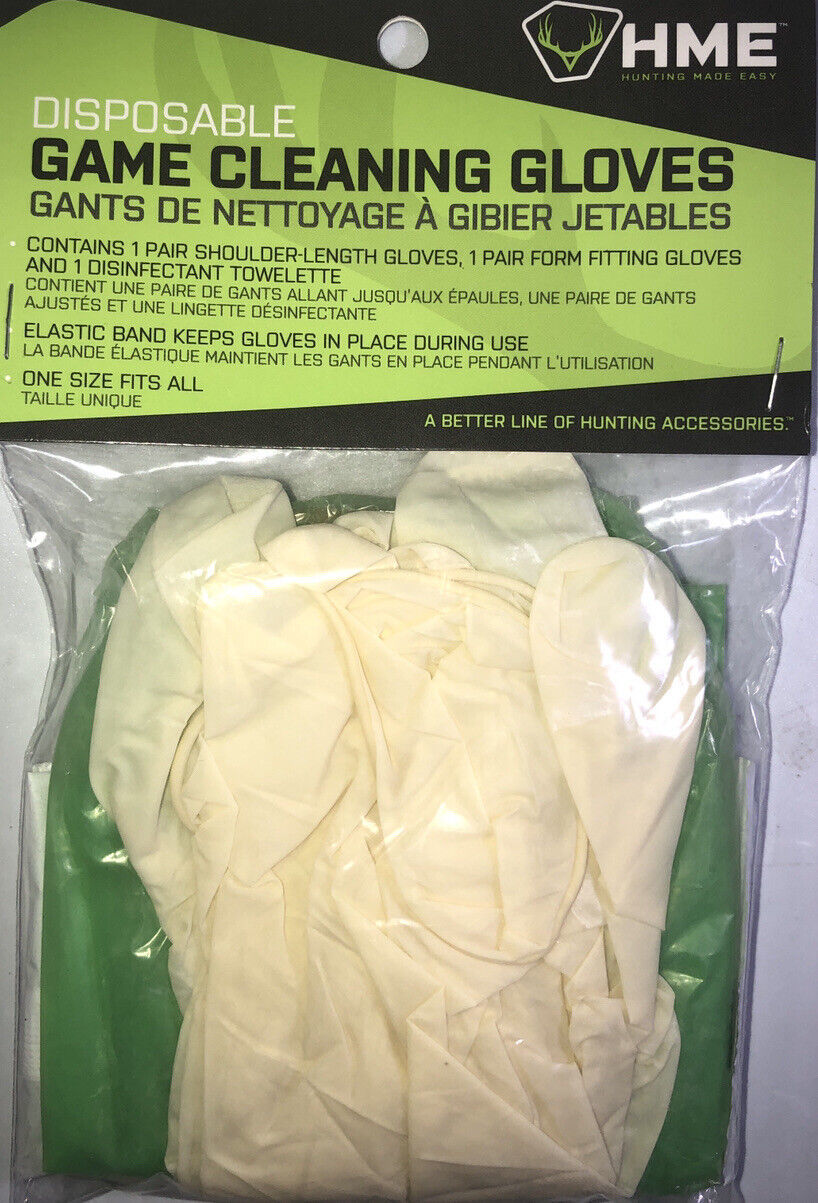 HME™
HUNTING MADE EASY
DISPOSABLE
GAME CLEANING GLOVES
GANTS DE NETTOYAGE À GIBIER JETABLES
• CONTAINS 1 PAIR SHOULDER-LENGTH GLOVES, 1 PAIR FORM FITTING GLOVES
AND 1 DISINFECTANT TOWELETTE
CONTIENT UNE PAIRE DE GANTS ALLANT JUSQU'AUX ÉPAULES, UNE PAIRE DE GANTS
AJUSTÉS ET UNE LINGETTE DÉSINFECTANTE
ELASTIC BAND KEEPS GLOVES IN PLACE DURING USE
LA BANDE ÉLASTIQUE MAINTIENT LES GANTS EN PLACE PENDANT L'UTILISATION
• ONE SIZE FITS ALL
TAILLE UNIQUE
A BETTER LINE OF HUNTING ACCESSORIES.™